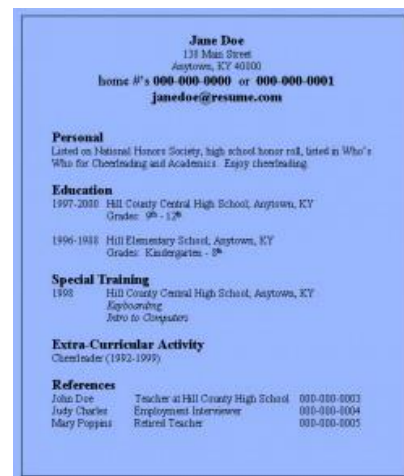 Jane Doe
130 Main Street
Anytown, KY 40000
home #'s 000-000-0000 or 000-000-0001
janedoe@resume.com
Personal
Listed on National Honors Society, high school honor roll, listed in Who's
Who for Cheerleading and Academics. Enjoy cheerleading.
Education
1997-2000 Hill County Central High School, Anytown, KY
Grades: 9th - 12th
1996-1988 Hill Elementary School, Anytown, KY
Grades: Kindergarten - 8th
Special Training
1998 Hill County Central High School, Anytown, KY
Keyboarding
Intro to Computers
Extra-Curricular Activity
Cheerleader (1992-1999)
References
John Doe Teacher at Hill County High School 000-000-0003
Judy Charles Employment Interviewer 000-000-0004
Mary Poppins Retired Teacher 000-000-0005